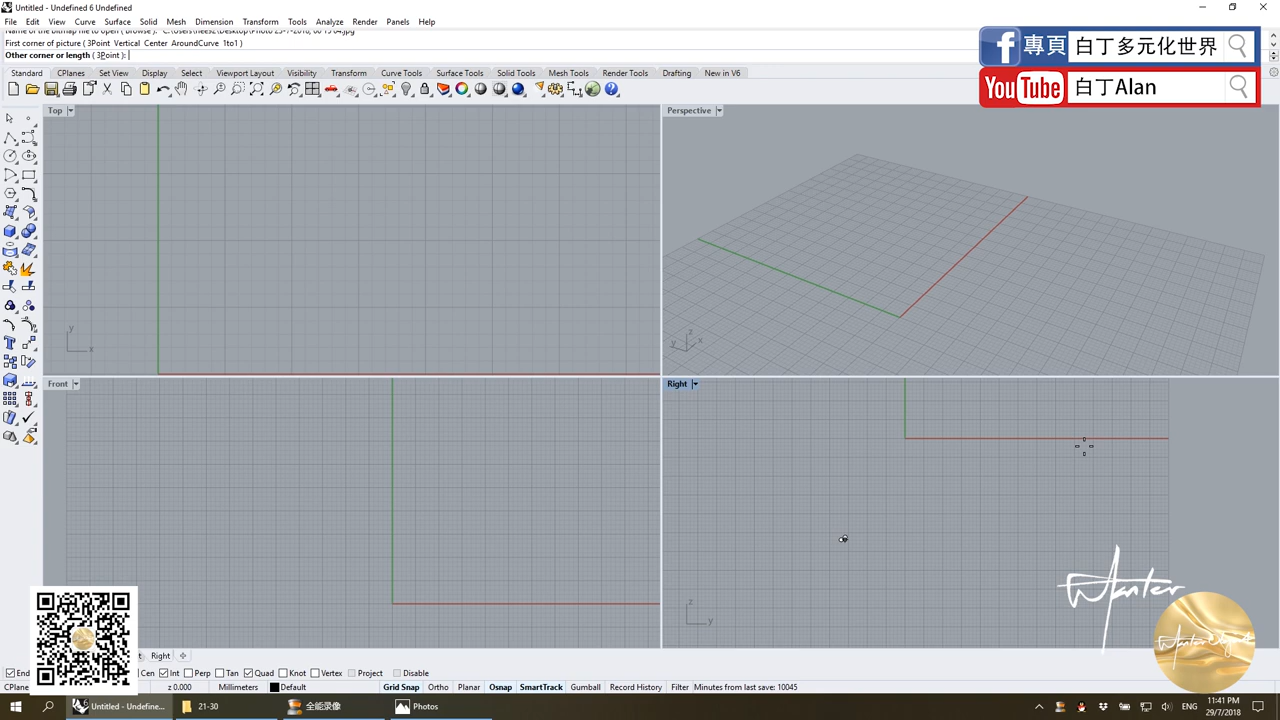 Untitled - Undefined 6 Undefined
File Edit View Curve Surface Solid Mesh Dimension Transform Tools Analyze Render Panels Help
First corner of picture ( 3Point Vertical Center AroundCurve 1to1 )
Other corner or length ( 3Point ):
Standard CPlanes Set View Display Select Viewport Layout Visibility Transform Curve Tools Surface Tools Solid Tools Mesh Tools Render Tools Drafting New in V6
f 專頁 白丁多元化世界
YouTube 白丁Alan
Top
Perspective
y
x
z
y
x
Front
Right
z
y
Wanter
Right
End
Cen Int Perp Tan Quad Knot Vertex Project Disable
CPlane
z 0.000 Millimeters Default Grid Snap Ortho Planar Osnap SmartTrack Gumball Record History Filter Minutes from last save: 10045
Untitled - Undefine... 21-30 全能录像 Photos
ENG
11:41 PM
29/7/2018